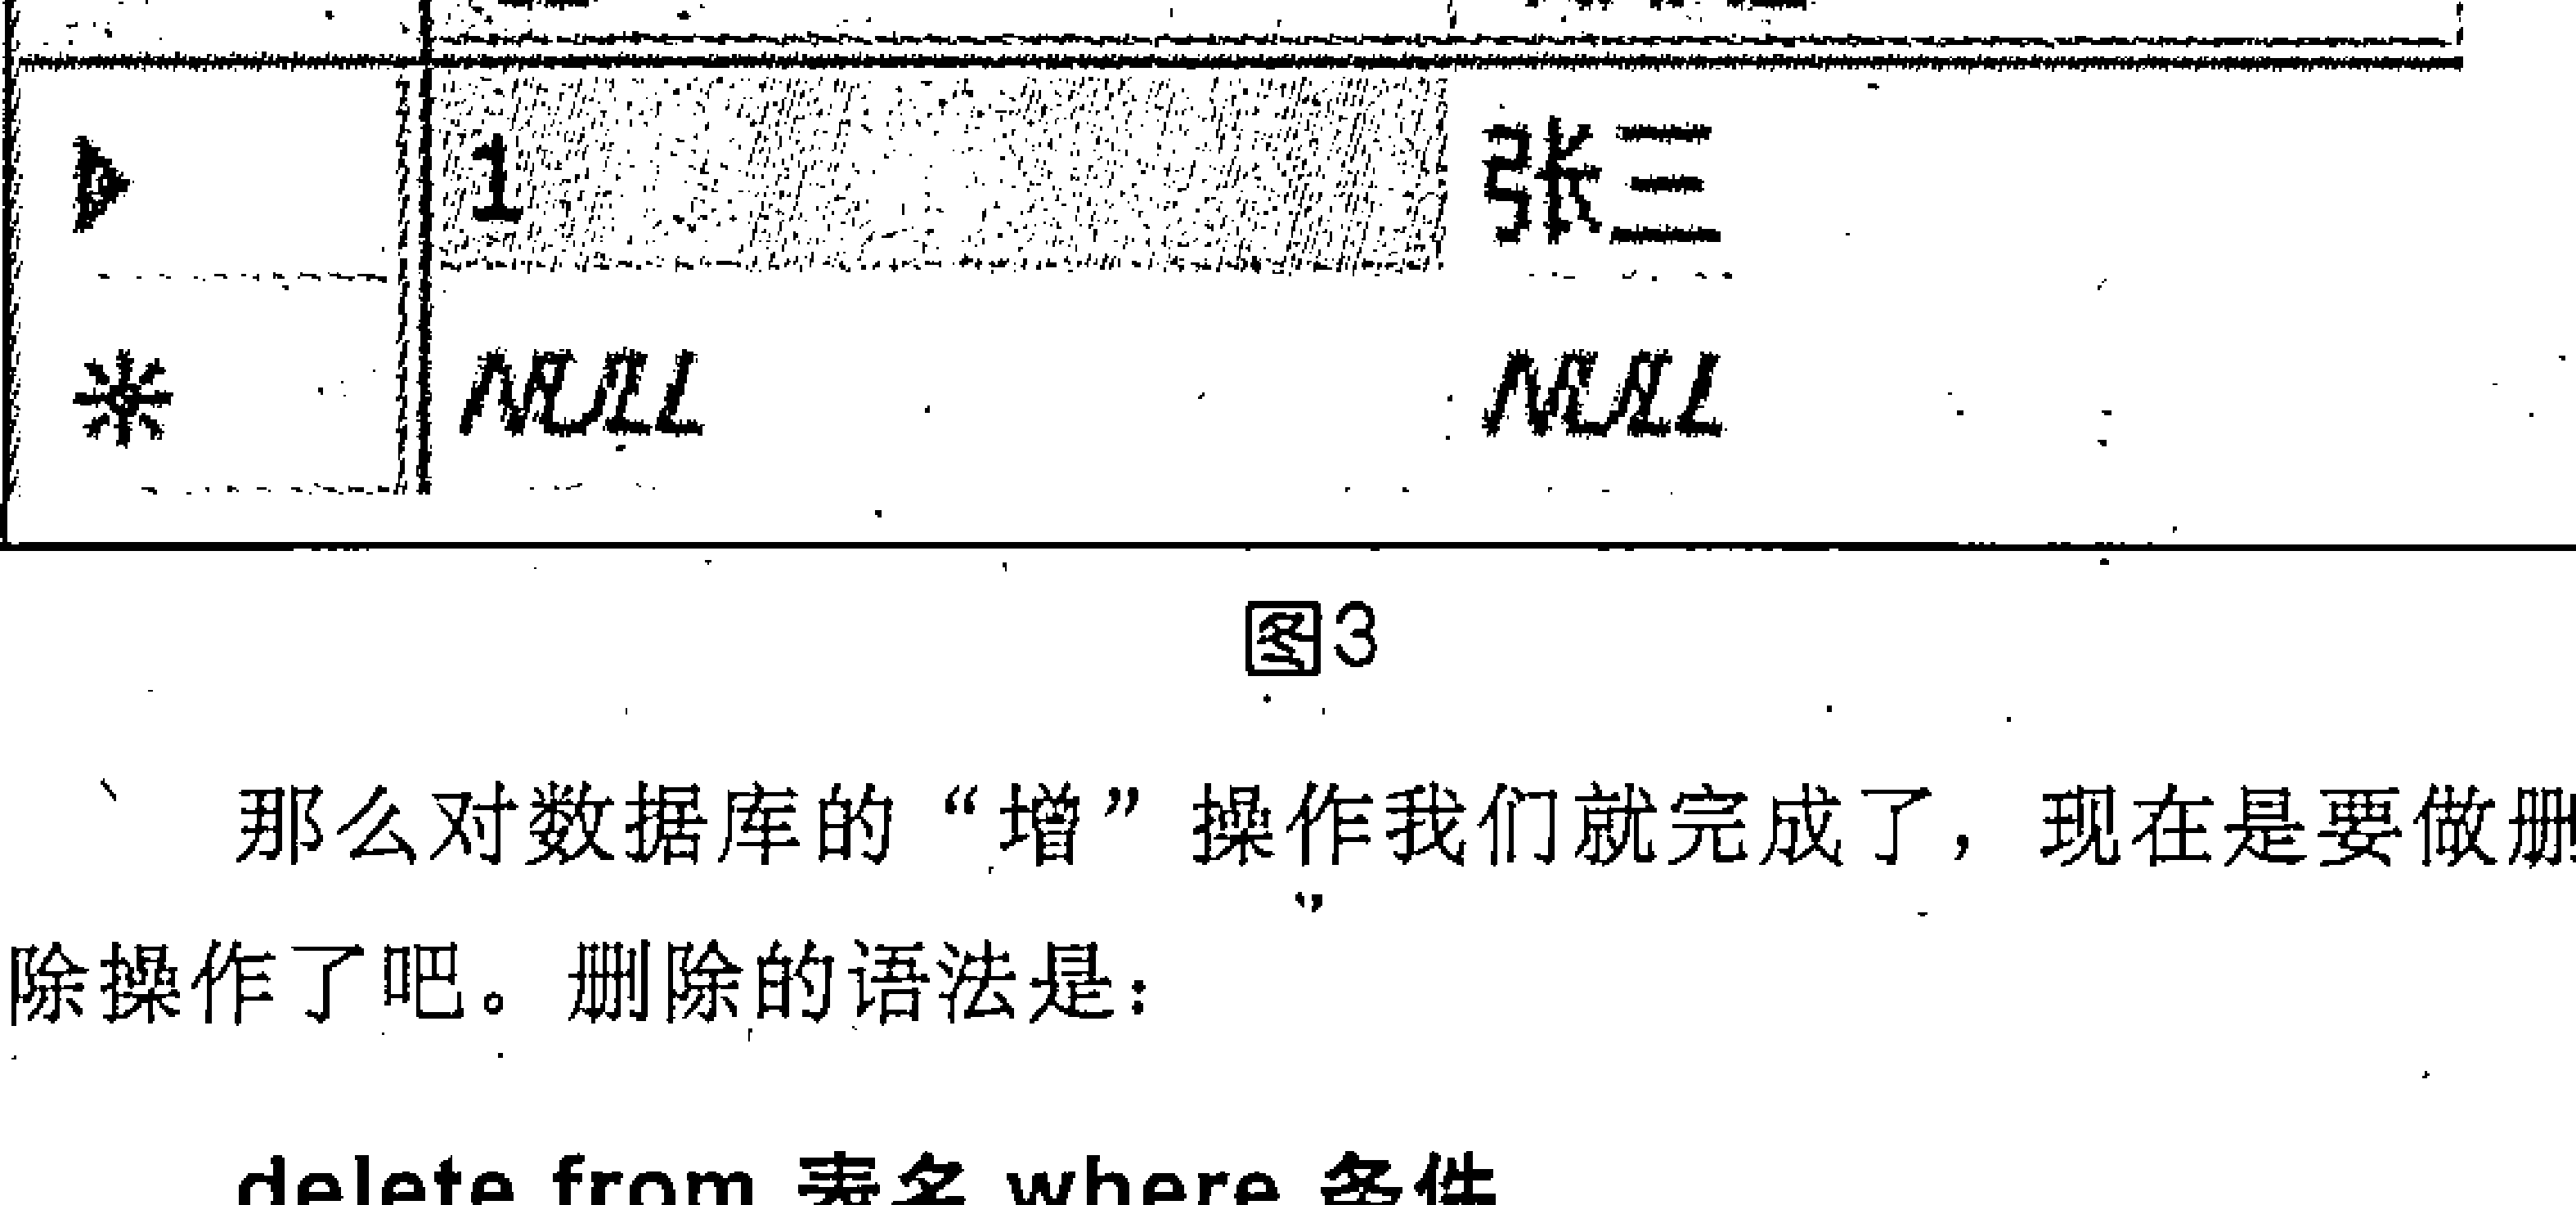 1 张三
NULL NULL
图3
那么对数据库的“增”操作我们就完成了，现在是要做删
除操作了吧。删除的语法是：
delete from 表名 where 条件